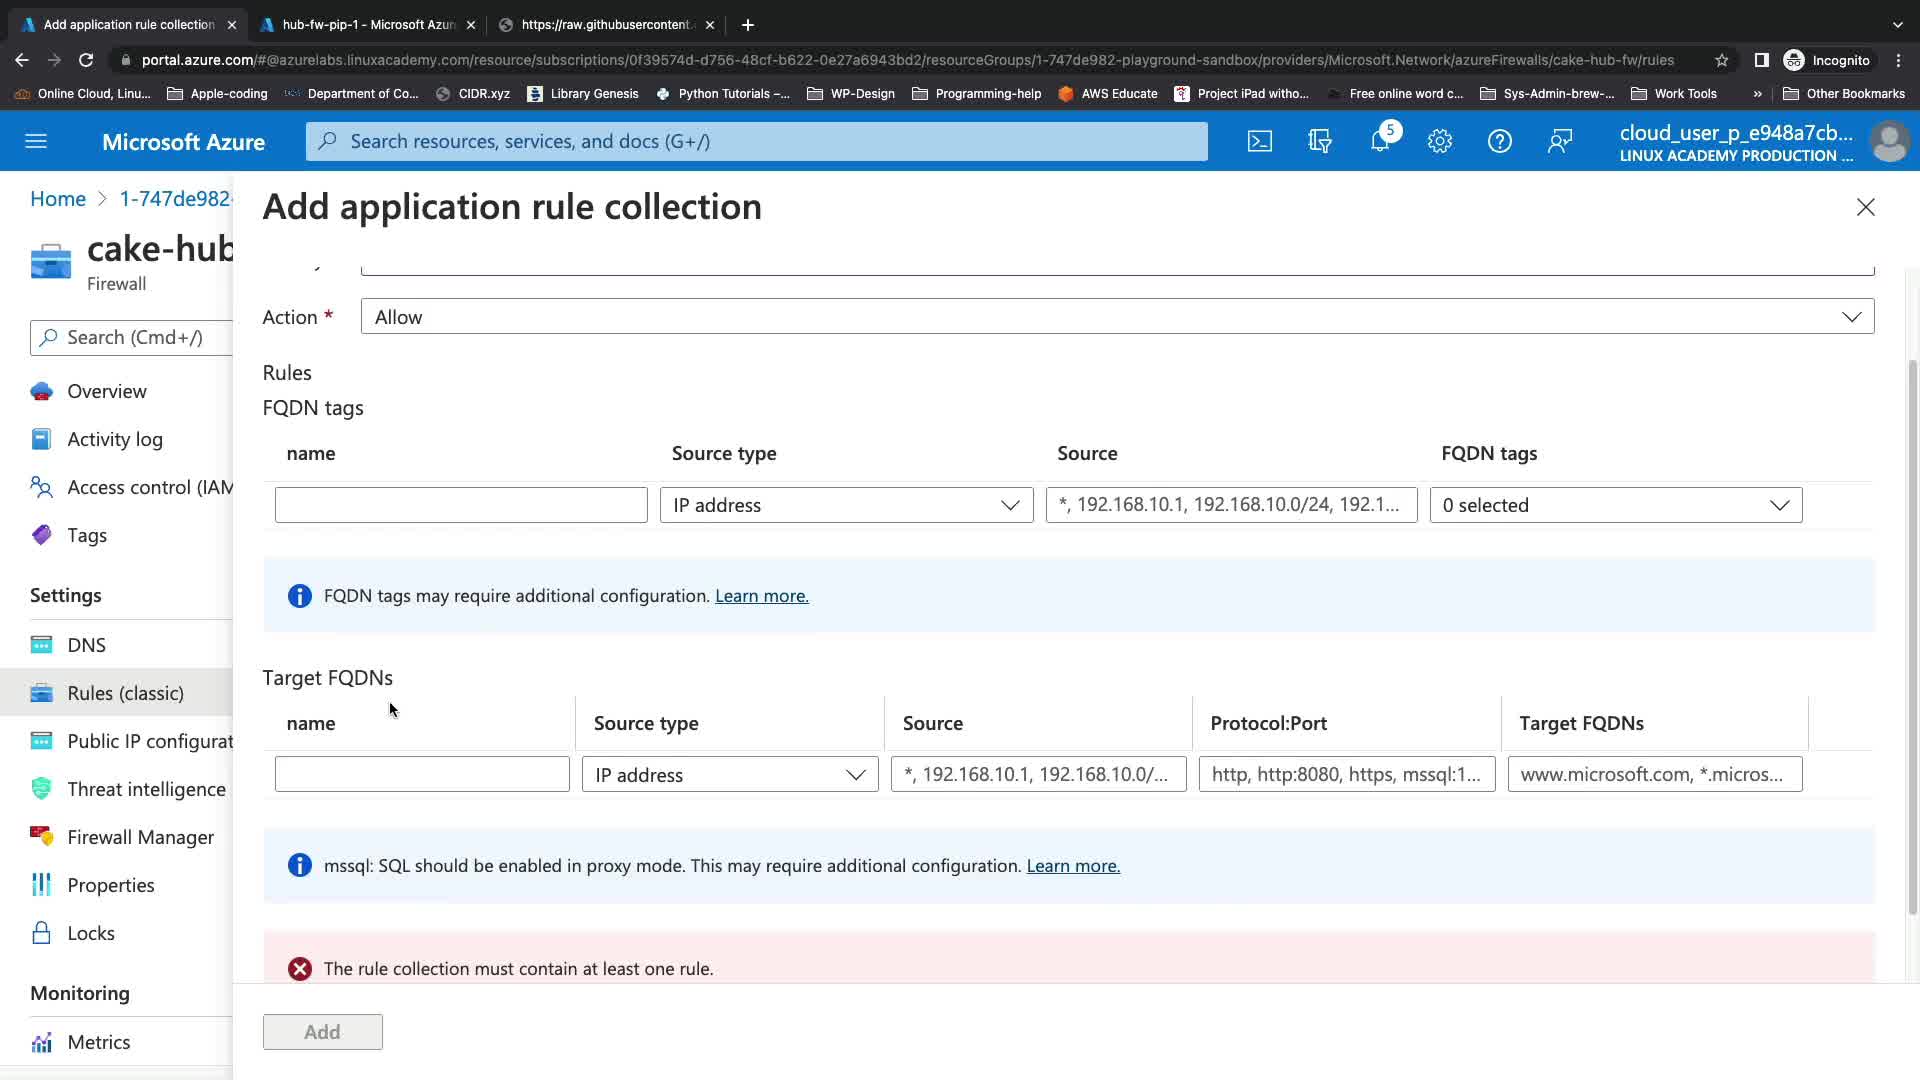 Add application rule collection
hub-fw-pip-1 - Microsoft Azur
https://raw.githubusercontent.
portal.azure.com/#@azurelabs.linuxacademy.com/resource/subscriptions/0f39574d-d756-48cf-b622-0e27a6943bd2/resourceGroups/1-747de982-playground-sandbox/providers/Microsoft.Network/azureFirewalls/cake-hub-fw/rules
Incognito
Online Cloud, Linu...
Apple-coding
Department of Co...
CIDR.xyz
Library Genesis
Python Tutorials –...
WP-Design
Programming-help
AWS Educate
Project iPad witho...
Free online word c...
Sys-Admin-brew-...
Work Tools
»
Other Bookmarks
Microsoft Azure
Search resources, services, and docs (G+/)
5
cloud_user_p_e948a7cb...
LINUX ACADEMY PRODUCTION ...
Home > 1-747de982-
cake-hub
Firewall
Search (Cmd+/)
Overview
Activity log
Access control (IAM
Tags
Settings
DNS
Rules (classic)
Public IP configurat
Threat intelligence
Firewall Manager
Properties
Locks
Monitoring
Metrics
Add application rule collection
Action * Allow
Rules
FQDN tags
name Source type Source FQDN tags
IP address *, 192.168.10.1, 192.168.10.0/24, 192.1... 0 selected
FQDN tags may require additional configuration. Learn more.
Target FQDNs
name Source type Source Protocol:Port Target FQDNs
IP address *, 192.168.10.1, 192.168.10.0/... http, http:8080, https, mssql:1... www.microsoft.com, *.micros...
mssql: SQL should be enabled in proxy mode. This may require additional configuration. Learn more.
The rule collection must contain at least one rule.
Add